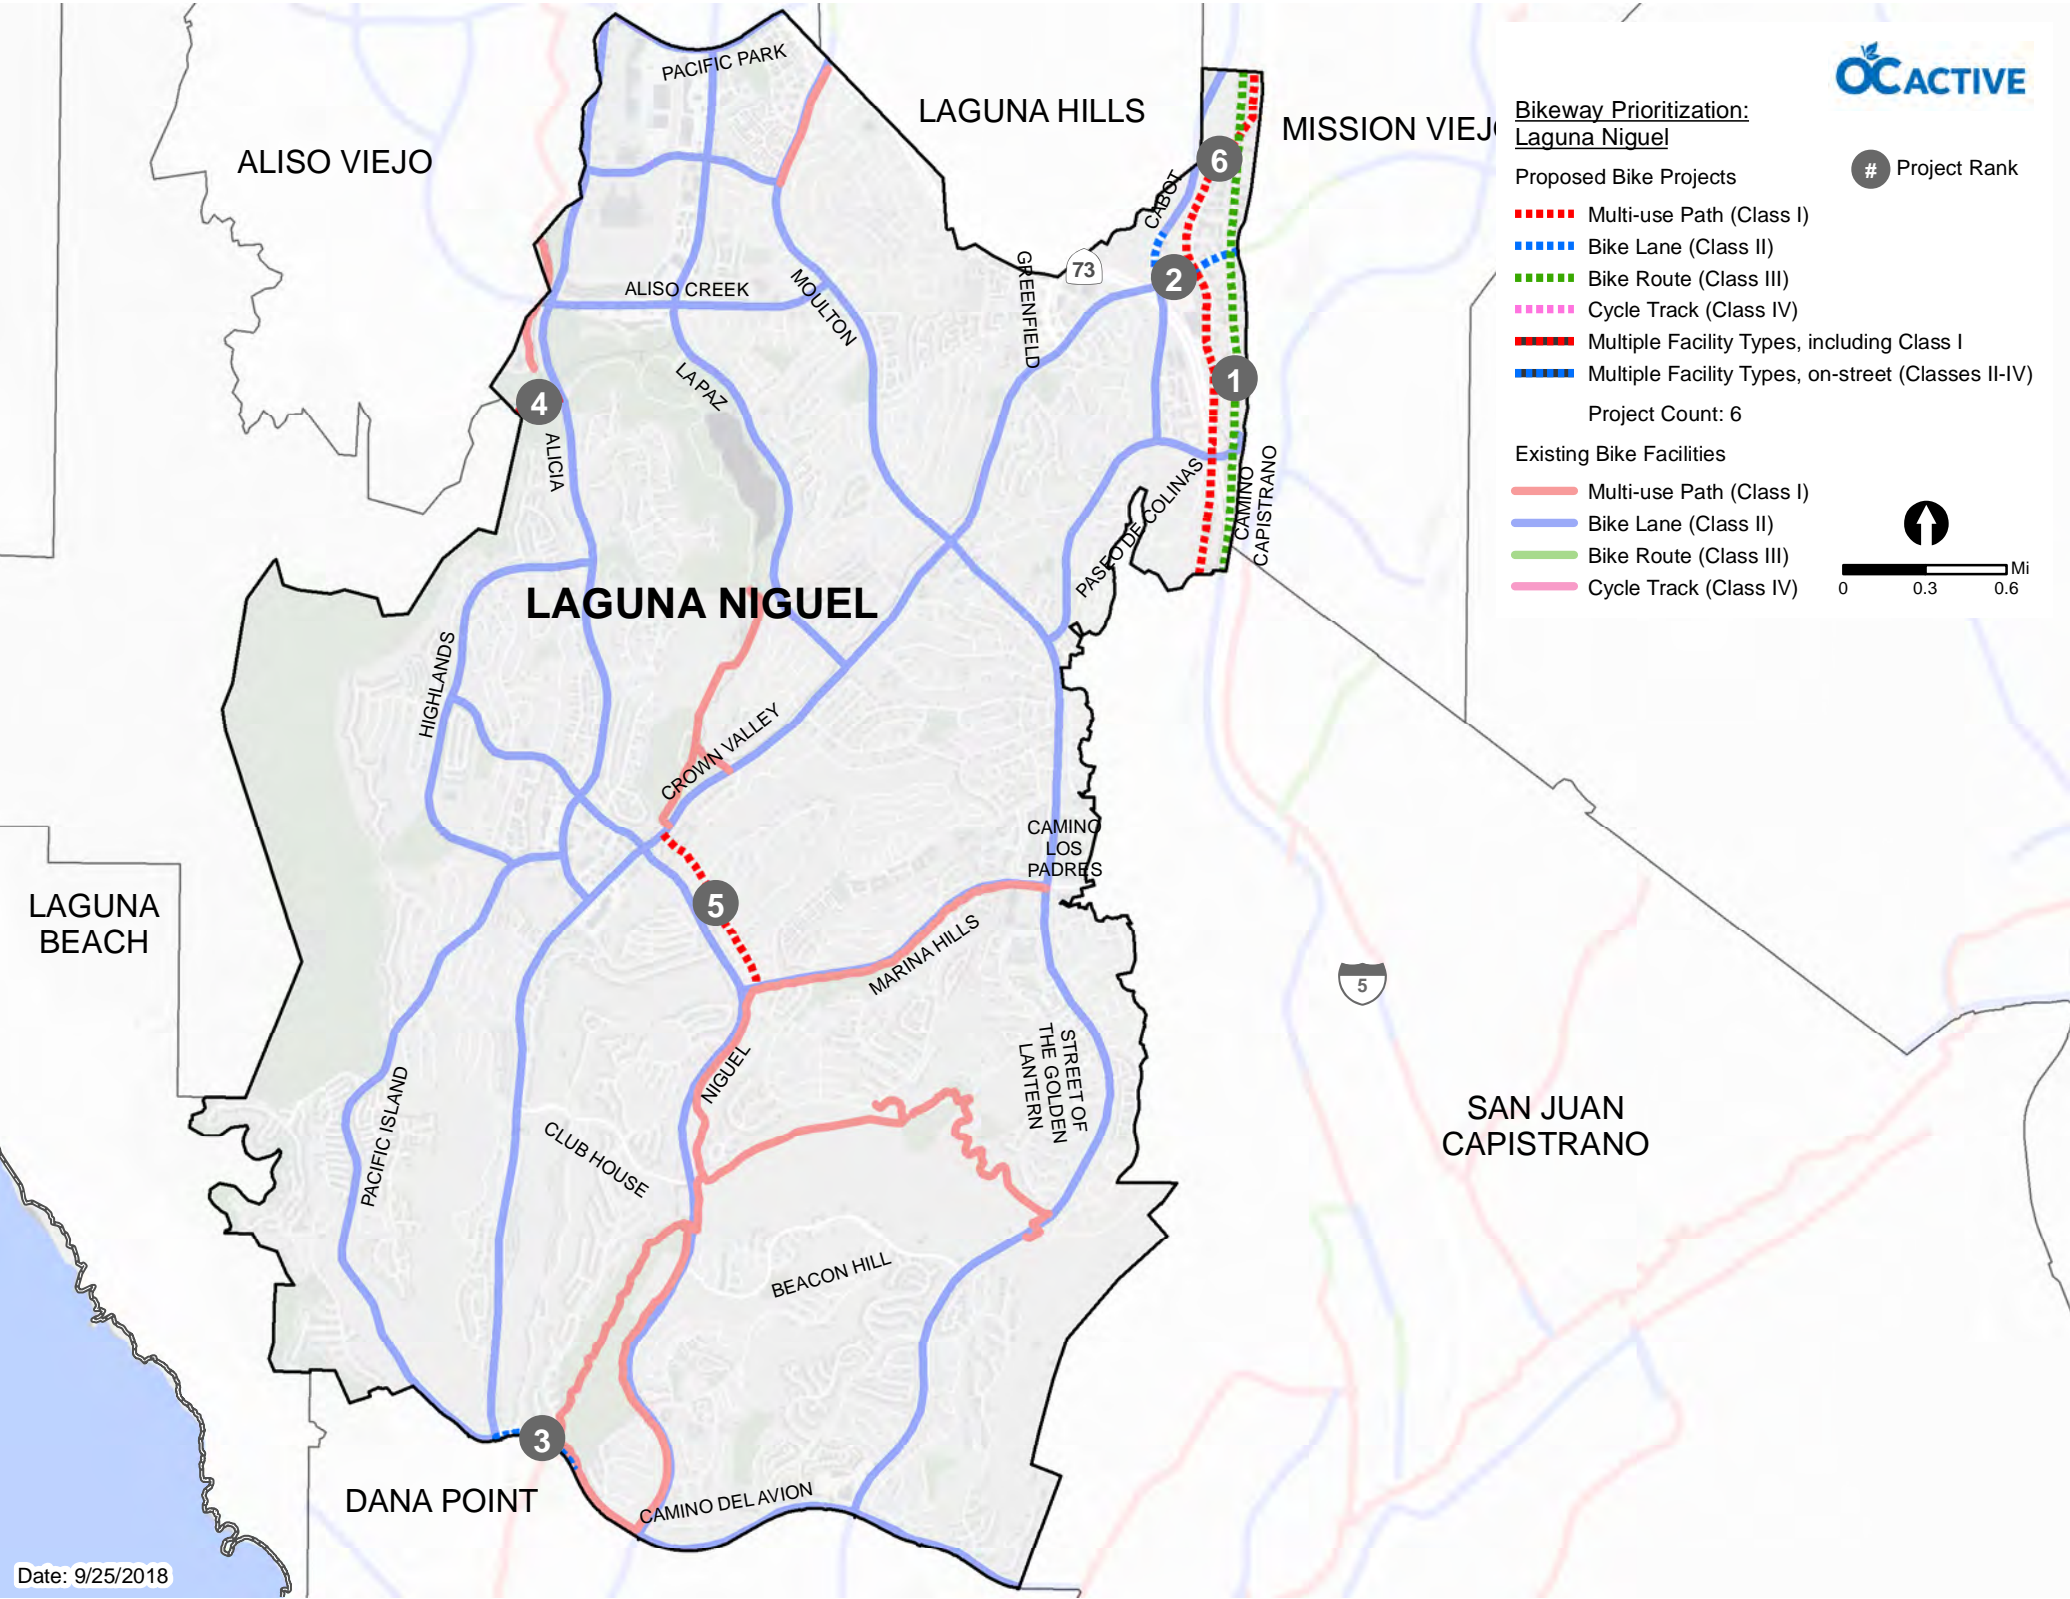 OC ACTIVE
Bikeway Prioritization:
Laguna Niguel
# Project Rank
Proposed Bike Projects
Multi-use Path (Class I)
Bike Lane (Class II)
Bike Route (Class III)
Cycle Track (Class IV)
Multiple Facility Types, including Class I
Multiple Facility Types, on-street (Classes II-IV)
Project Count: 6
Existing Bike Facilities
Multi-use Path (Class I)
Bike Lane (Class II)
Bike Route (Class III)
Cycle Track (Class IV)
Mi
0 0.3 0.6
PACIFIC PARK
LAGUNA HILLS
MISSION VIEJO
ALISO VIEJO
6
CABOT
73
2
GREENFIELD
ALISO CREEK
MOULTON
1
LA PAZ
4
ALICIA
PASEO DE COLINAS
CAMINO
CAPISTRANO
LAGUNA NIGUEL
HIGHLANDS
CROWN VALLEY
CAMINO
LOS
PADRES
LAGUNA
BEACH
5
MARINA HILLS
5
STREET OF
THE GOLDEN
LANTERN
NIGUEL
PACIFIC ISLAND
CLUB HOUSE
SAN JUAN
CAPISTRANO
BEACON HILL
3
DANA POINT
CAMINO DEL AVION
Date: 9/25/2018